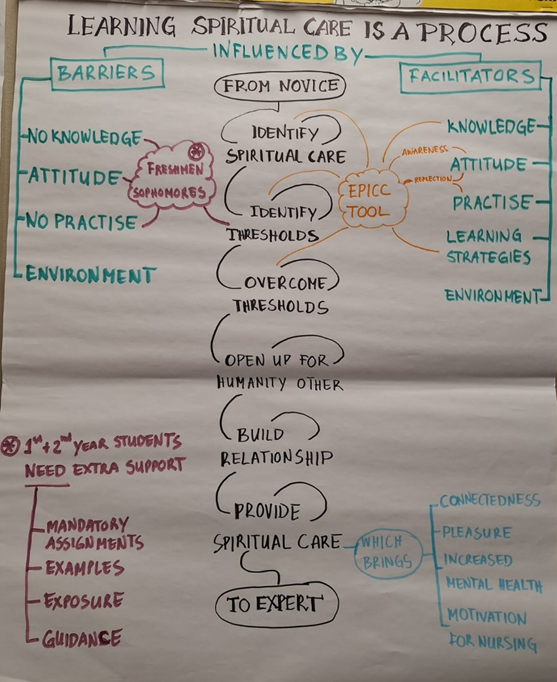 LEARNING SPIRITUAL CARE IS A PROCESS
INFLUENCED BY
BARRIERS
NO KNOWLEDGE
ATTITUDE
NO PRACTISE
ENVIRONMENT
FRESHMEN
SOPHOMORES
FROM NOVICE
IDENTIFY
SPIRITUAL CARE
IDENTIFY
THRESHOLDS
OVERCOME
THRESHOLDS
OPEN UP FOR
HUMANITY OTHER
BUILD
RELATIONSHIP
PROVIDE
SPIRITUAL CARE
TO EXPERT
EPICC
TOOL
AWARENESS
REFLECTION
FACILITATORS
KNOWLEDGE
ATTITUDE
PRACTISE
LEARNING
STRATEGIES
ENVIRONMENT
1st + 2nd YEAR STUDENTS
NEED EXTRA SUPPORT
MANDATORY
ASSIGNMENTS
EXAMPLES
EXPOSURE
GUIDANCE
WHICH
BRINGS
CONNECTEDNESS
PLEASURE
INCREASED
MENTAL HEALTH
MOTIVATION
FOR NURSING